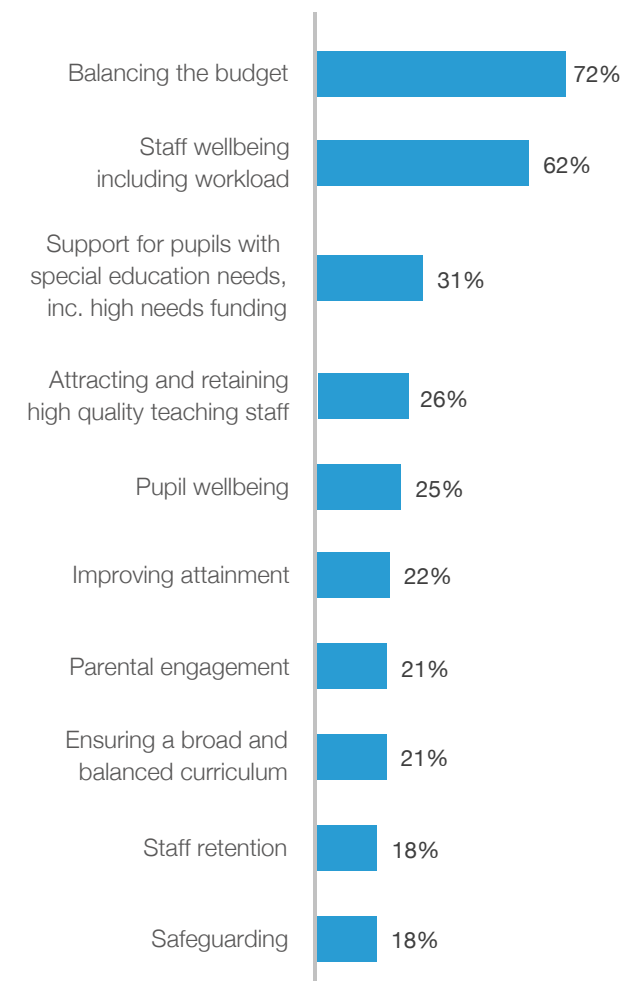 Balancing the budget
72%
Staff wellbeing
including workload
62%
Support for pupils with
special education needs,
inc. high needs funding
31%
Attracting and retaining
high quality teaching staff
26%
Pupil wellbeing
25%
Improving attainment
22%
Parental engagement
21%
Ensuring a broad and
balanced curriculum
21%
Staff retention
18%
Safeguarding
18%